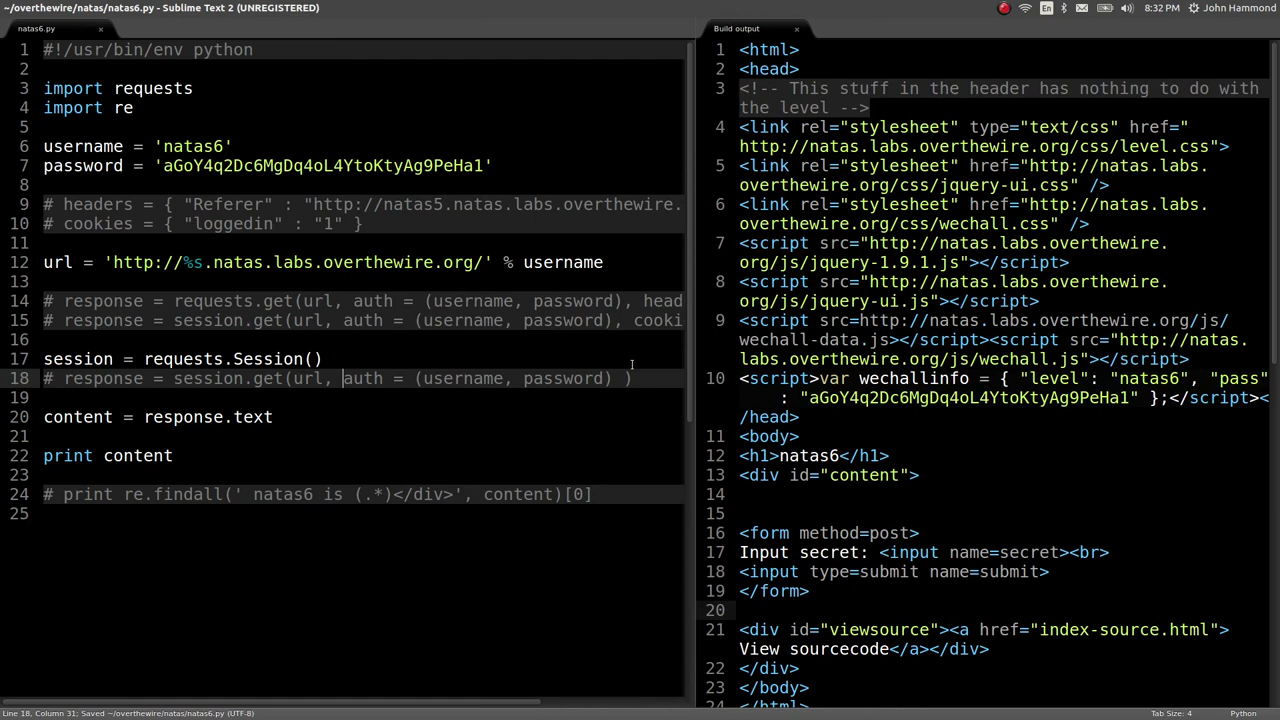 ~/overthewire/natas/natas6.py - Sublime Text 2 (UNREGISTERED)
En
8:32 PM
John Hammond
natas6.py
×
1 #!/usr/bin/env python
2
3 import requests
4 import re
5
6 username = 'natas6'
7 password = 'aGoY4q2Dc6MgDq4oL4YtoKtyAg9PeHa1'
8
9 # headers = { "Referer" : "http://natas5.natas.labs.overthewire.
10 # cookies = { "loggedin" : "1" }
11
12 url = 'http://%s.natas.labs.overthewire.org/' % username
13
14 # response = requests.get(url, auth = (username, password), head
15 # response = session.get(url, auth = (username, password), cooki
16
17 session = requests.Session()
18 # response = session.get(url, auth = (username, password) )
19
20 content = response.text
21
22 print content
23
24 # print re.findall(' natas6 is (.*)</div>', content)[0]
25
Build output
×
1 <html>
2 <head>
3 <!-- This stuff in the header has nothing to do with
the level -->
4 <link rel="stylesheet" type="text/css" href="
http://natas.labs.overthewire.org/css/level.css">
5 <link rel="stylesheet" href="http://natas.labs.
overthewire.org/css/jquery-ui.css" />
6 <link rel="stylesheet" href="http://natas.labs.
overthewire.org/css/wechall.css" />
7 <script src="http://natas.labs.overthewire.
org/js/jquery-1.9.1.js"></script>
8 <script src="http://natas.labs.overthewire.
org/js/jquery-ui.js"></script>
9 <script src=http://natas.labs.overthewire.org/js/
wechall-data.js></script><script src="http://natas.
labs.overthewire.org/js/wechall.js"></script>
10 <script>var wechallinfo = { "level": "natas6", "pass"
: "aGoY4q2Dc6MgDq4oL4YtoKtyAg9PeHa1" };</script><
/head>
11 <body>
12 <h1>natas6</h1>
13 <div id="content">
14
15
16 <form method=post>
17 Input secret: <input name=secret><br>
18 <input type=submit name=submit>
19 </form>
20
21 <div id="viewsource"><a href="index-source.html">
View sourcecode</a></div>
22 </div>
23 </body>
24 </html>
Line 18, Column 31; Saved ~/overthewire/natas/natas6.py (UTF-8)
Tab Size: 4
Python